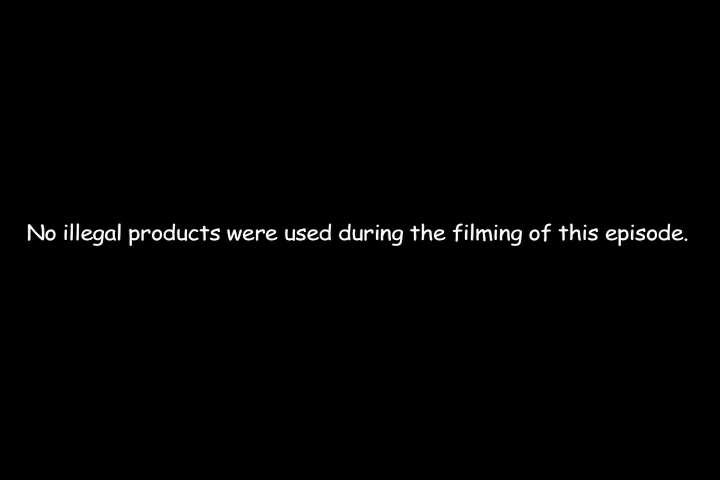 No illegal products were used during the filming of this episode.